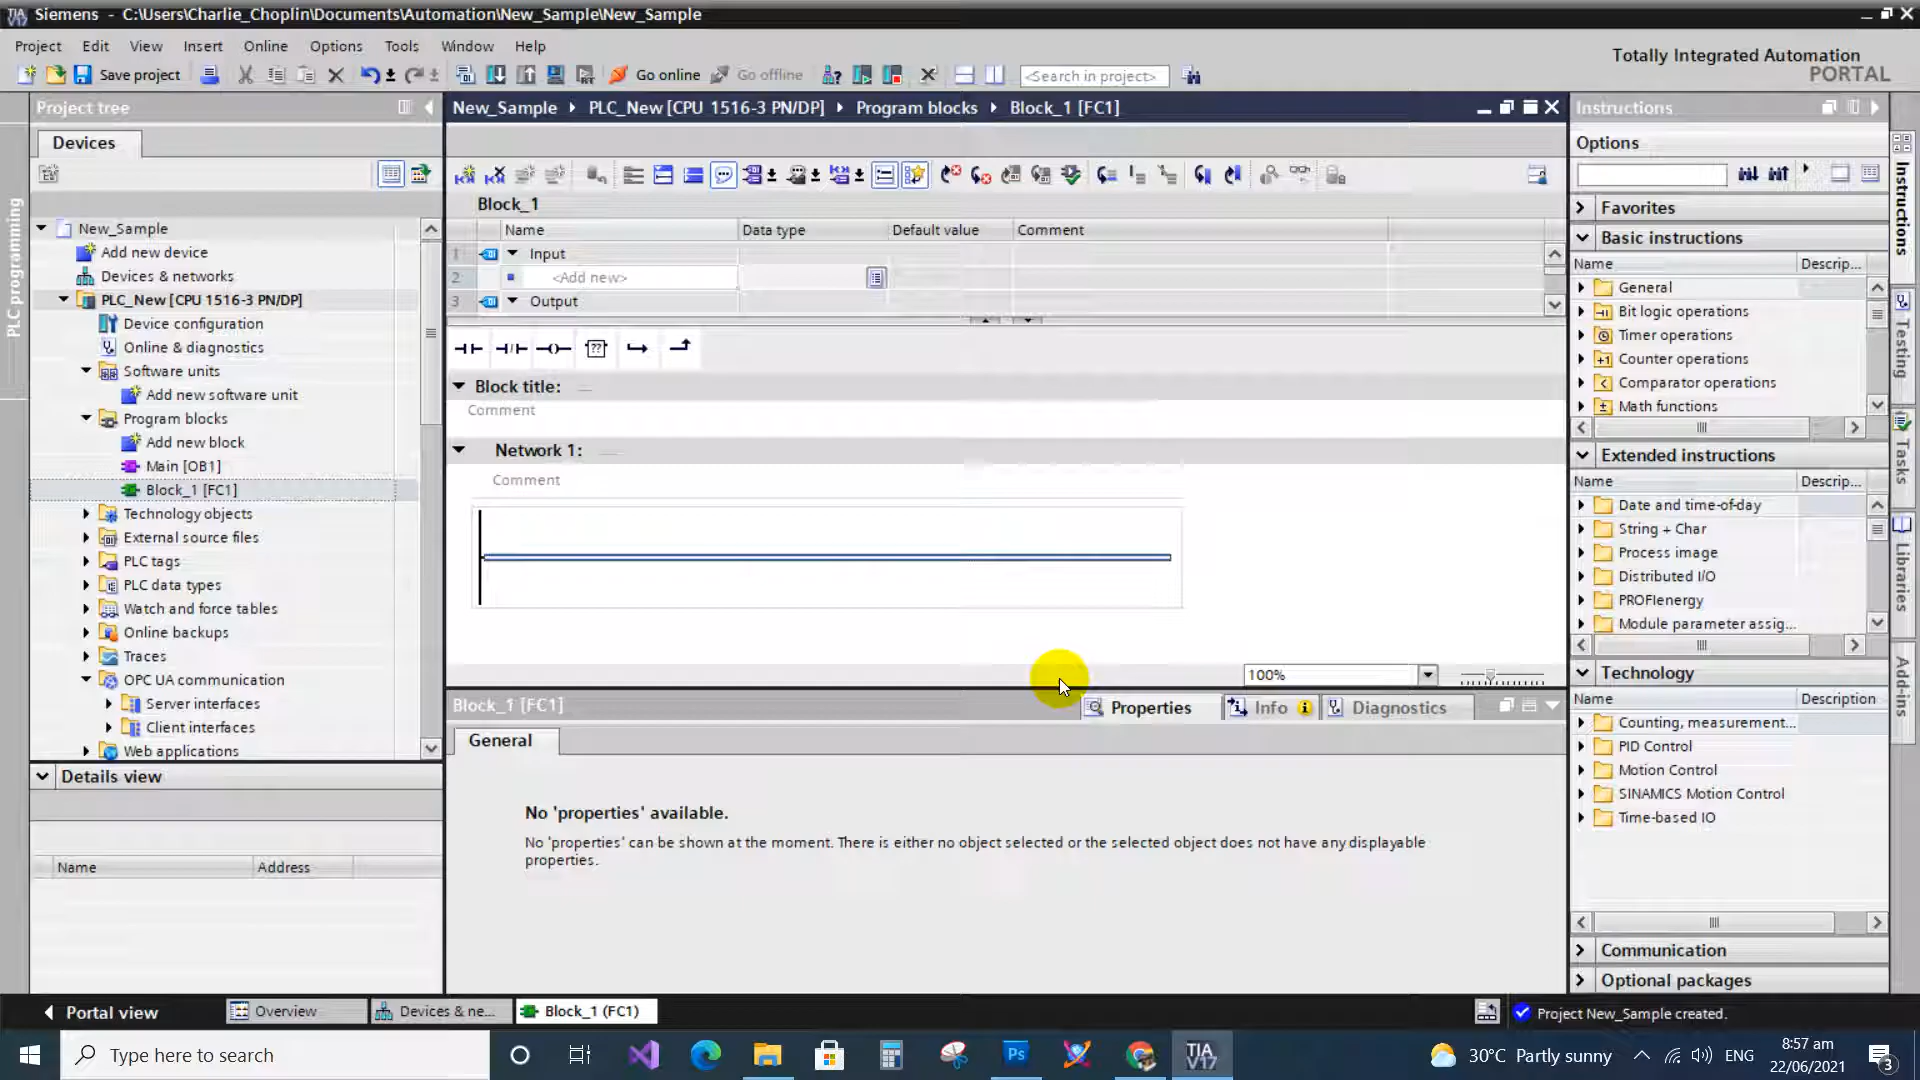 Siemens - C:\Users\Charlie_Choplin\Documents\Automation\New_Sample\New_Sample
Project Edit View Insert Online Options Tools Window Help
Totally Integrated Automation
PORTAL
Save project
Go online
Go offline
<Search in project>
Project tree
New_Sample PLC_New [CPU 1516-3 PN/DP] Program blocks Block_1 [FC1]
Instructions
Devices
Options
PLC programming
New_Sample
Add new device
Devices & networks
PLC_New [CPU 1516-3 PN/DP]
Device configuration
Online & diagnostics
Software units
Add new software unit
Program blocks
Add new block
Main [OB1]
Block_1 [FC1]
Technology objects
External source files
PLC tags
PLC data types
Watch and force tables
Online backups
Traces
OPC UA communication
Server interfaces
Client interfaces
Web applications
Details view
Name Address
Block_1
Name Data type Default value Comment
1 Input
2 <Add new>
3 Output
??
Block title:
Comment
Network 1:
Comment
100%
Block_1 [FC1]
Properties Info Diagnostics
General
No 'properties' available.
No 'properties' can be shown at the moment. There is either no object selected or the selected object does not have any displayable
properties.
Favorites
Basic instructions
Name Descrip...
General
Bit logic operations
Timer operations
Counter operations
Comparator operations
Math functions
Extended instructions
Name Descrip...
Date and time-of-day
String + Char
Process image
Distributed I/O
PROFIenergy
Module parameter assig...
Technology
Name Description
Counting, measurement...
PID Control
Motion Control
SINAMICS Motion Control
Time-based IO
Communication
Optional packages
Instructions
Testing
Tasks
Libraries
Add-ins
Portal view
Overview
Devices & ne...
Block_1 (FC1)
Project New_Sample created.
Type here to search
Ps
TIA
V17
30°C Partly sunny
ENG
8:57 am
22/06/2021
3